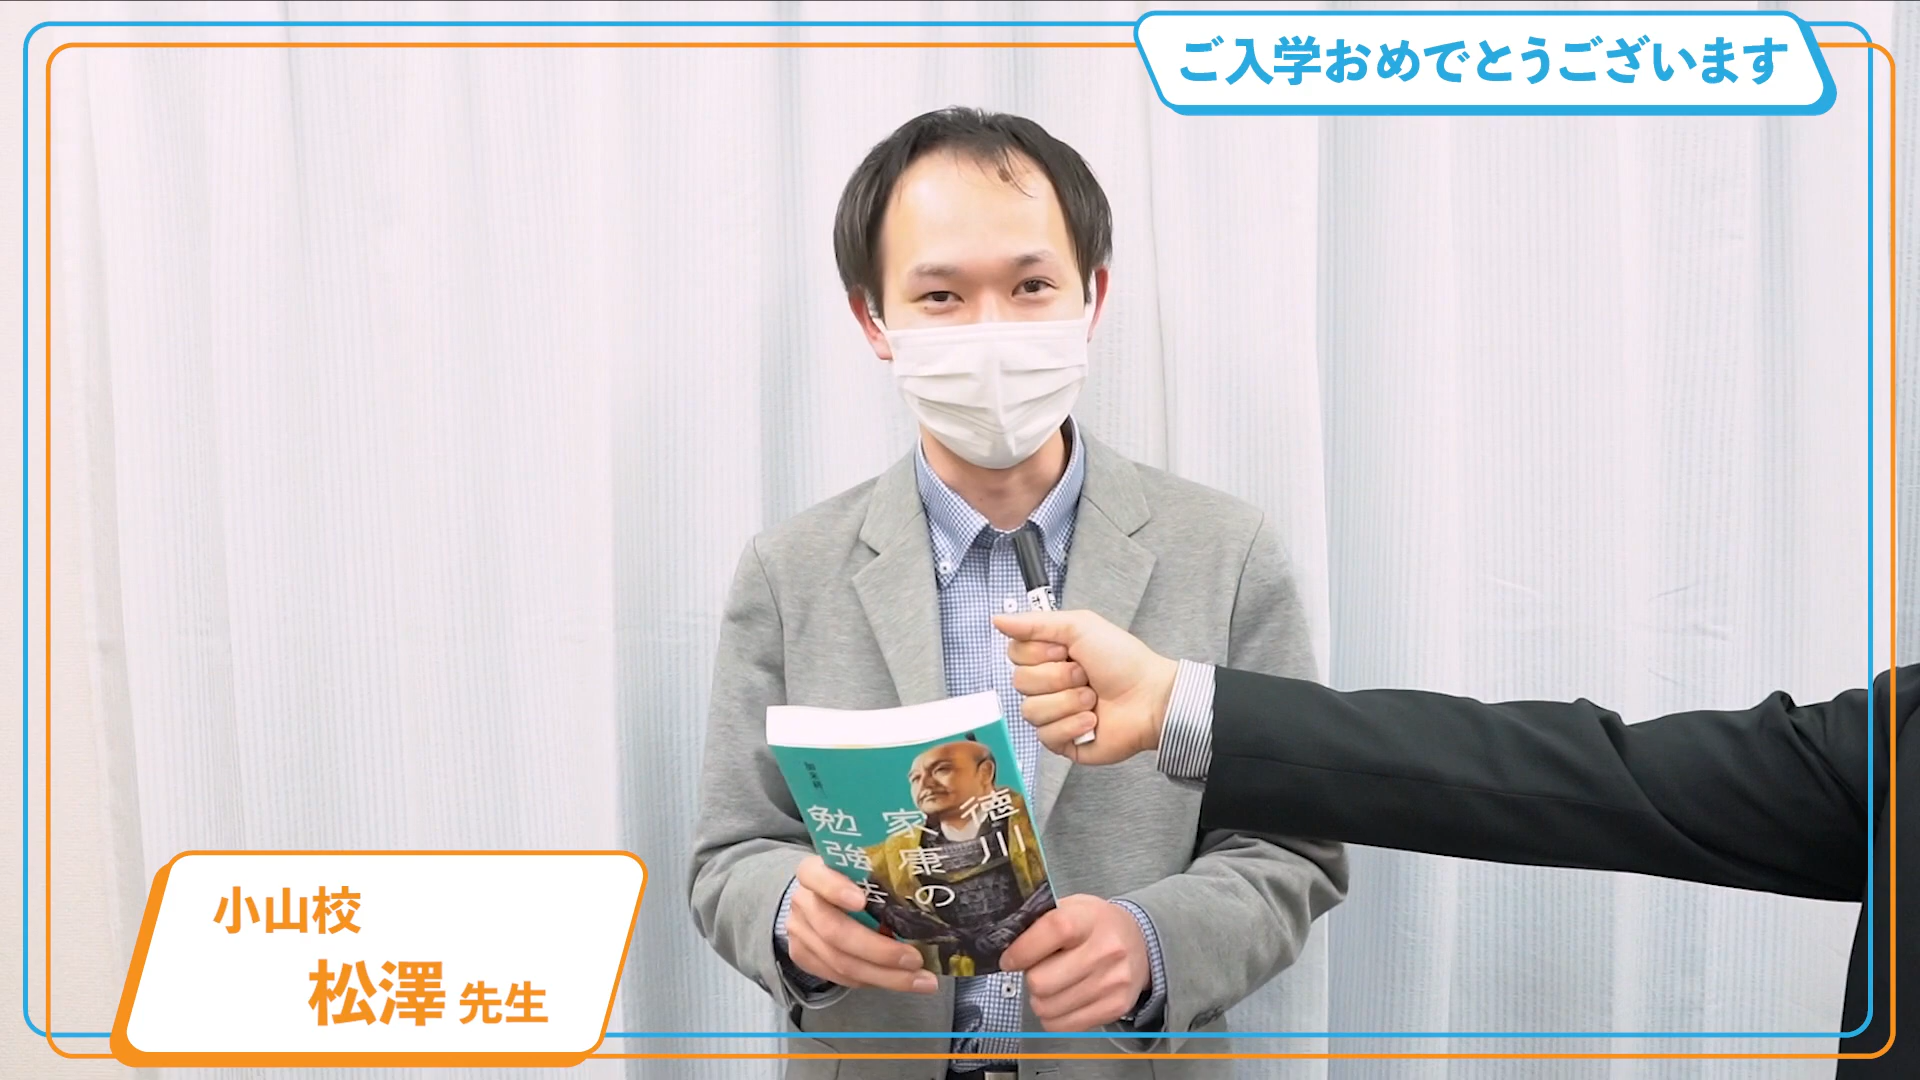 ご入学おめでとうございます
徳川
家康の
勉強法
小山校
松澤 先生